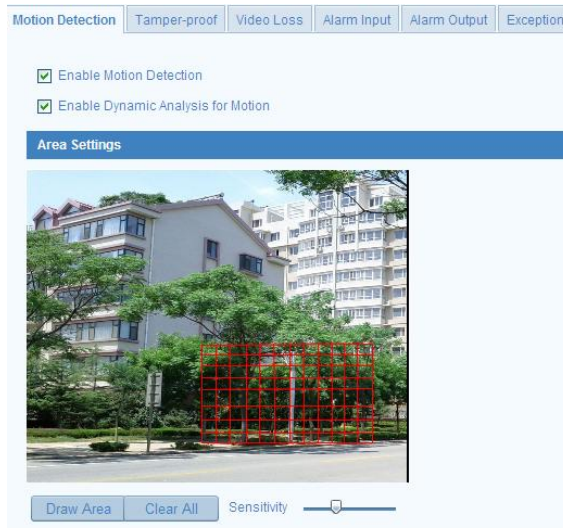 Motion Detection Tamper-proof Video Loss Alarm Input Alarm Output Exception
Enable Motion Detection
Enable Dynamic Analysis for Motion
Area Settings
Draw Area Clear All Sensitivity